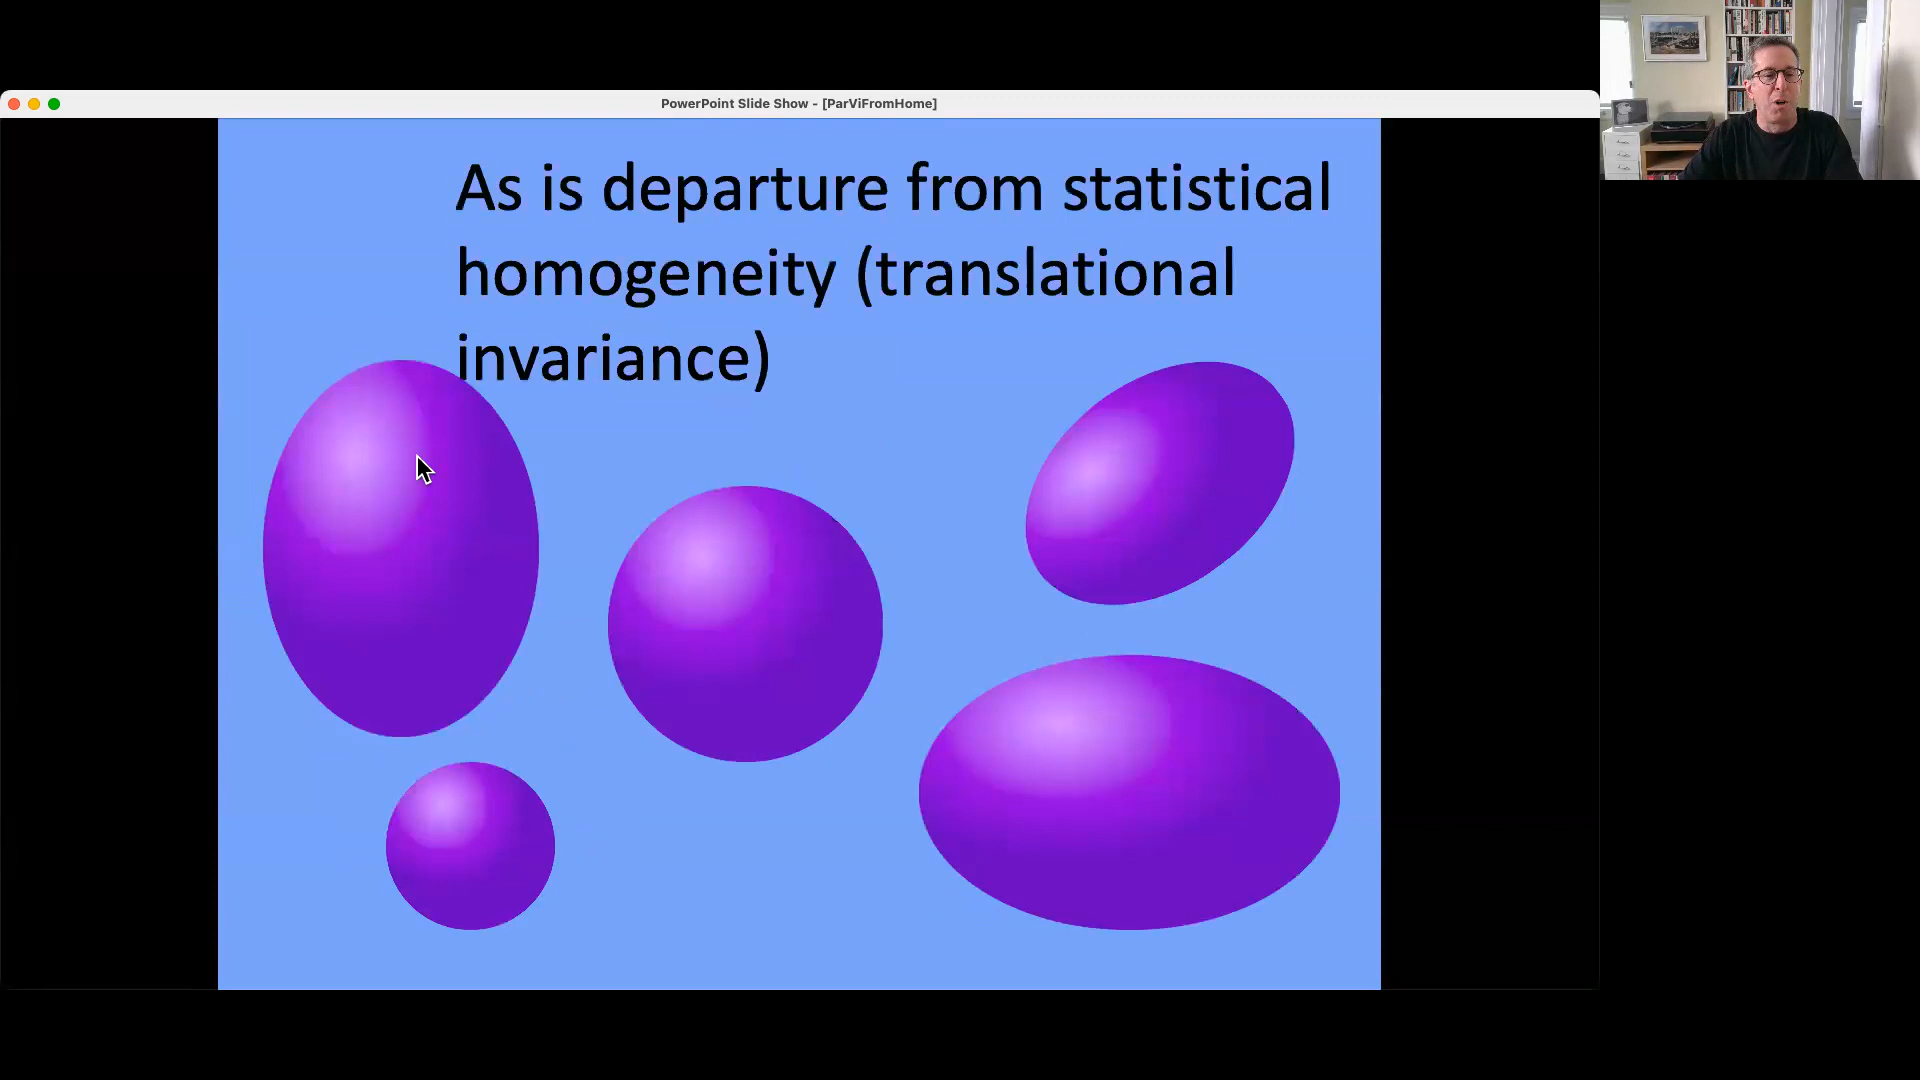 PowerPoint Slide Show - [ParViFromHome]
As is departure from statistical
homogeneity (translational
invariance)